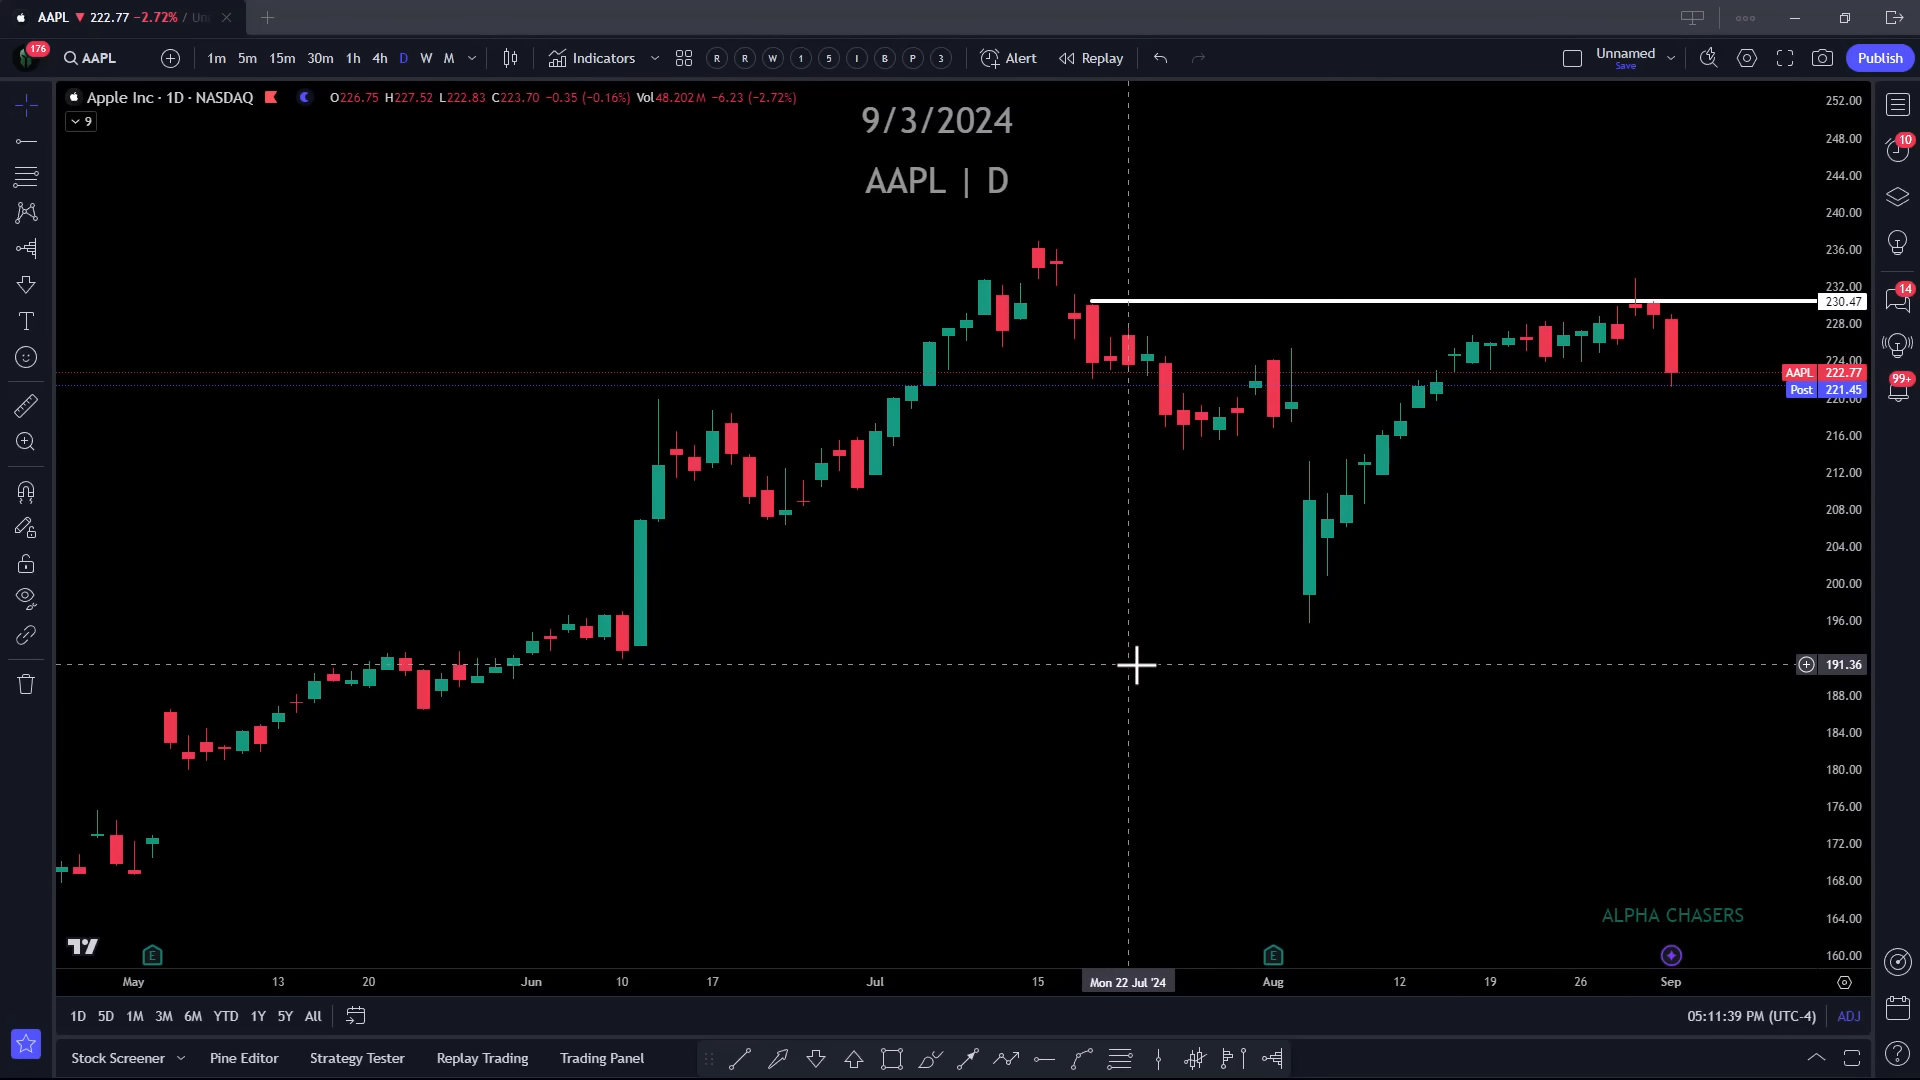 AAPL 222.77 −2.72% / Un
176 AAPL 1m 5m 15m 30m 1h 4h D W M Indicators R R W 1 5 I B P 3 Alert Replay Unnamed Save Publish
Apple Inc · 1D · NASDAQ O226.75 H227.52 L222.83 C223.70 −0.35 (−0.16%) Vol48.202M −6.23 (−2.72%)
9
9/3/2024
AAPL | D
252.00
248.00
244.00
240.00
236.00
232.00
230.47
228.00
224.00
AAPL 222.77
Post 221.45
220.00
216.00
212.00
208.00
204.00
200.00
196.00
191.36
188.00
184.00
180.00
176.00
172.00
168.00
164.00
160.00
10
14
99+
ALPHA CHASERS
E E
May 13 20 Jun 10 17 Jul 15 Mon 22 Jul '24 Aug 12 19 26 Sep
1D 5D 1M 3M 6M YTD 1Y 5Y All 05:11:39 PM (UTC-4) ADJ
Stock Screener Pine Editor Strategy Tester Replay Trading Trading Panel